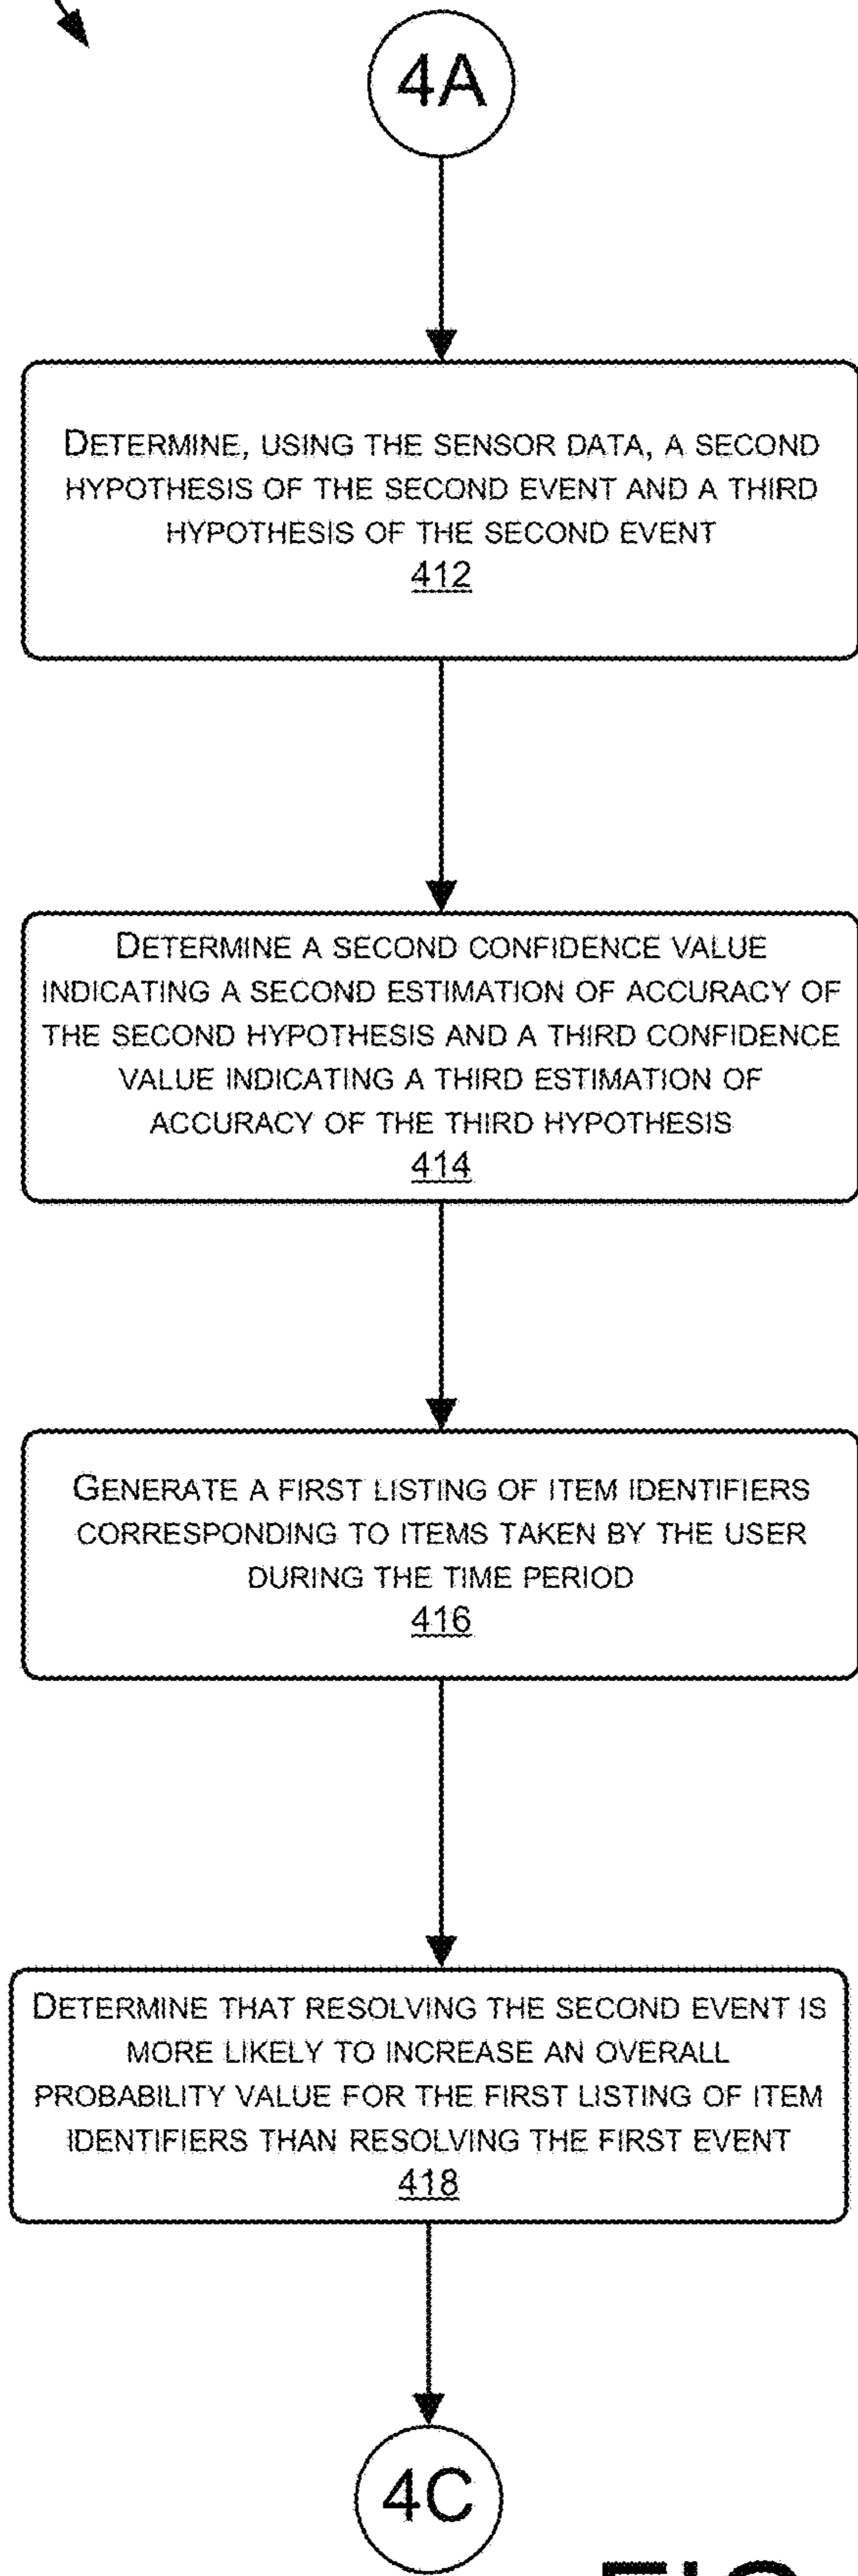 4A
DETERMINE, USING THE SENSOR DATA, A SECOND
HYPOTHESIS OF THE SECOND EVENT AND A THIRD
HYPOTHESIS OF THE SECOND EVENT
412
DETERMINE A SECOND CONFIDENCE VALUE
INDICATING A SECOND ESTIMATION OF ACCURACY OF
THE SECOND HYPOTHESIS AND A THIRD CONFIDENCE
VALUE INDICATING A THIRD ESTIMATION OF
ACCURACY OF THE THIRD HYPOTHESIS
414
GENERATE A FIRST LISTING OF ITEM IDENTIFIERS
CORRESPONDING TO ITEMS TAKEN BY THE USER
DURING THE TIME PERIOD
416
DETERMINE THAT RESOLVING THE SECOND EVENT IS
MORE LIKELY TO INCREASE AN OVERALL
PROBABILITY VALUE FOR THE FIRST LISTING OF ITEM
IDENTIFIERS THAN RESOLVING THE FIRST EVENT
418
4C